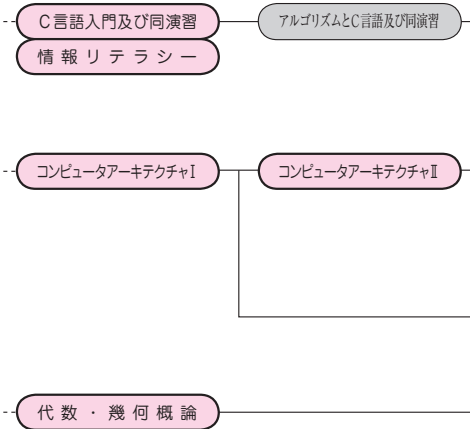 C言語入門及び同演習
アルゴリズムとC言語及び同演習
情報リテラシー
コンピュータアーキテクチャⅠ
コンピュータアーキテクチャⅡ
代数・幾何概論